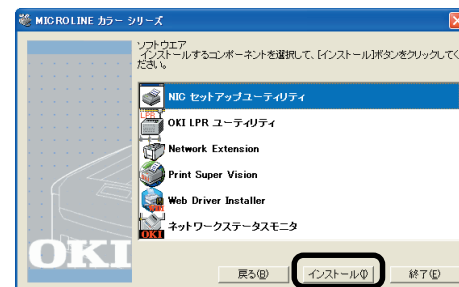 MICROLINE カラー シリーズ
ソフトウエア
インストールするコンポーネントを選択して、[インストール]ボタンをクリックしてく
ださい。
NIC セットアップユーティリティ
OKI LPR ユーティリティ
Network Extension
Print Super Vision
Web Driver Installer
ネットワークステータスモニタ
OKI
戻る(B)
インストール(I)
終了(E)